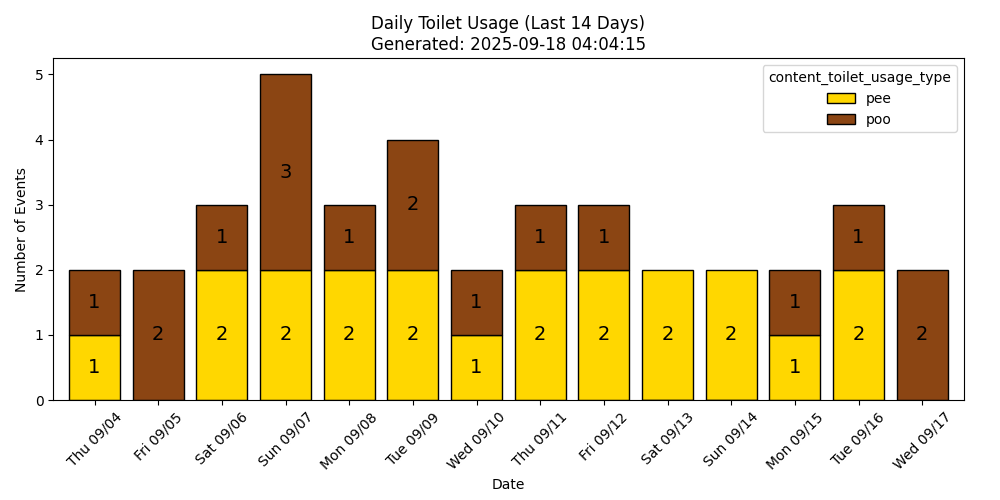 Daily Toilet Usage (Last 14 Days)
Generated: 2025-09-18 04:04:15
content_toilet_usage_type
pee
poo
Number of Events
5
4
3
2
1
0
1
1
2
1
2
3
2
1
2
2
2
1
1
1
2
1
2
2
2
1
1
1
2
2
Thu 09/04
Fri 09/05
Sat 09/06
Sun 09/07
Mon 09/08
Tue 09/09
Wed 09/10
Thu 09/11
Fri 09/12
Sat 09/13
Sun 09/14
Mon 09/15
Tue 09/16
Wed 09/17
Date